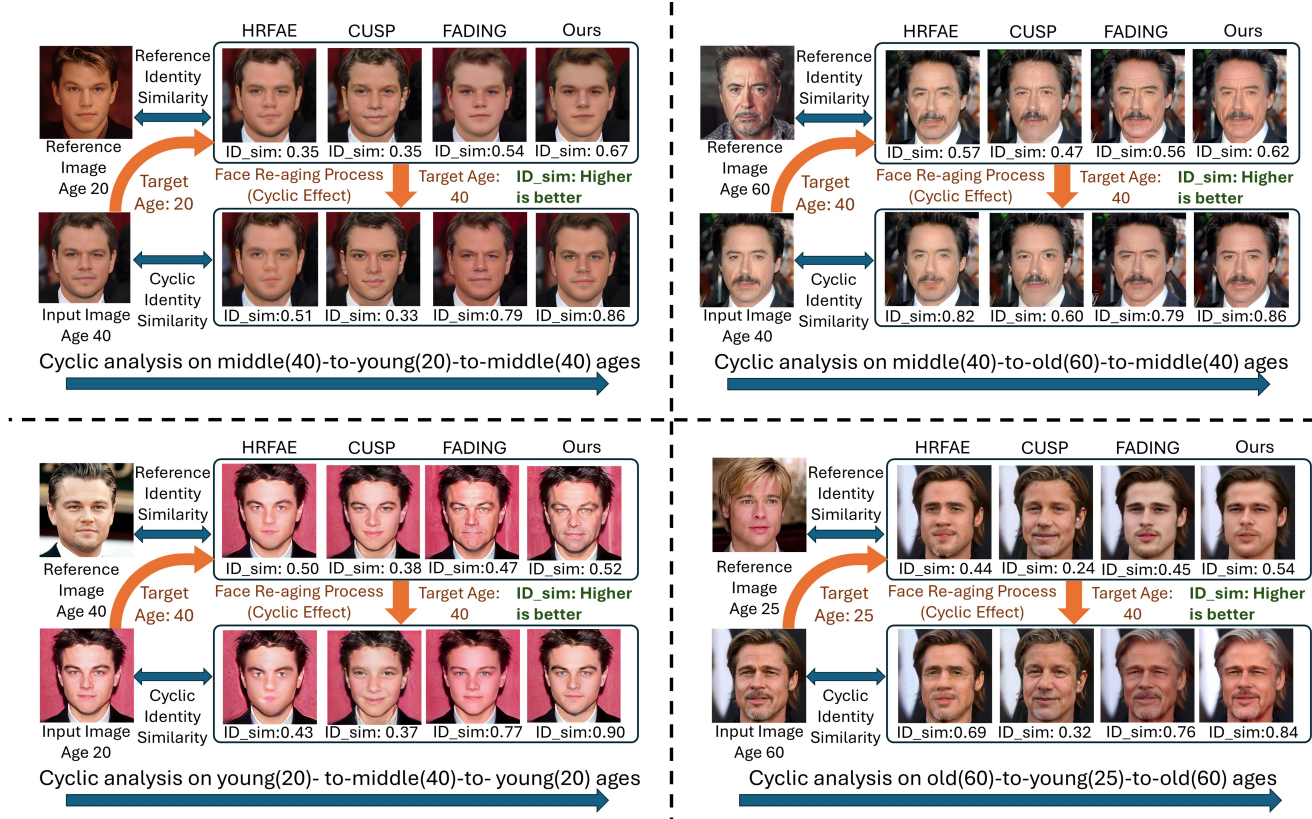 HRFAE CUSP FADING Ours
Reference
Identity
Similarity
Reference
Image
Age 20
ID_sim: 0.35 ID_sim: 0.35 ID_sim:0.54 ID_sim: 0.67
Target
Age: 20
Face Re-aging Process
(Cyclic Effect)
Target Age:
40
ID_sim: Higher
is better
Cyclic
Identity
Similarity
Input Image
Age 40
ID_sim:0.51 ID_sim:0.33 ID_sim:0.79 ID_sim:0.86
Cyclic analysis on middle(40)-to-young(20)-to-middle(40) ages
HRFAE CUSP FADING Ours
Reference
Identity
Similarity
Reference
Image
Age 60
ID_sim: 0.57 ID_sim: 0.47 ID_sim: 0.56 ID_sim: 0.62
Target
Age: 40
Face Re-aging Process
(Cyclic Effect)
Target Age:
40
ID_sim: Higher
is better
Cyclic
Identity
Similarity
Input Image
Age 40
ID_sim:0.82 ID_sim: 0.60 ID_sim:0.79 ID_sim:0.86
Cyclic analysis on middle(40)-to-old(60)-to-middle(40) ages
HRFAE CUSP FADING Ours
Reference
Identity
Similarity
Reference
Image
Age 40
ID_sim: 0.50 ID_sim: 0.38 ID_sim:0.47 ID_sim: 0.52
Target
Age: 40
Face Re-aging Process
(Cyclic Effect)
Target Age:
40
ID_sim: Higher
is better
Cyclic
Identity
Similarity
Input Image
Age 20
ID_sim:0.43 ID_sim:0.37 ID_sim:0.77 ID_sim:0.90
Cyclic analysis on young(20)- to-middle(40)-to- young(20) ages
HRFAE CUSP FADING Ours
Reference
Identity
Similarity
Reference
Image
Age 25
ID_sim: 0.44 ID_sim: 0.24 ID_sim: 0.45 ID_sim: 0.54
Target
Age: 25
Face Re-aging Process
(Cyclic Effect)
Target Age:
40
ID_sim: Higher
is better
Cyclic
Identity
Similarity
Input Image
Age 60
ID_sim:0.69 ID_sim: 0.32 ID_sim: 0.76 ID_sim:0.84
Cyclic analysis on old(60)-to-young(25)-to-old(60) ages